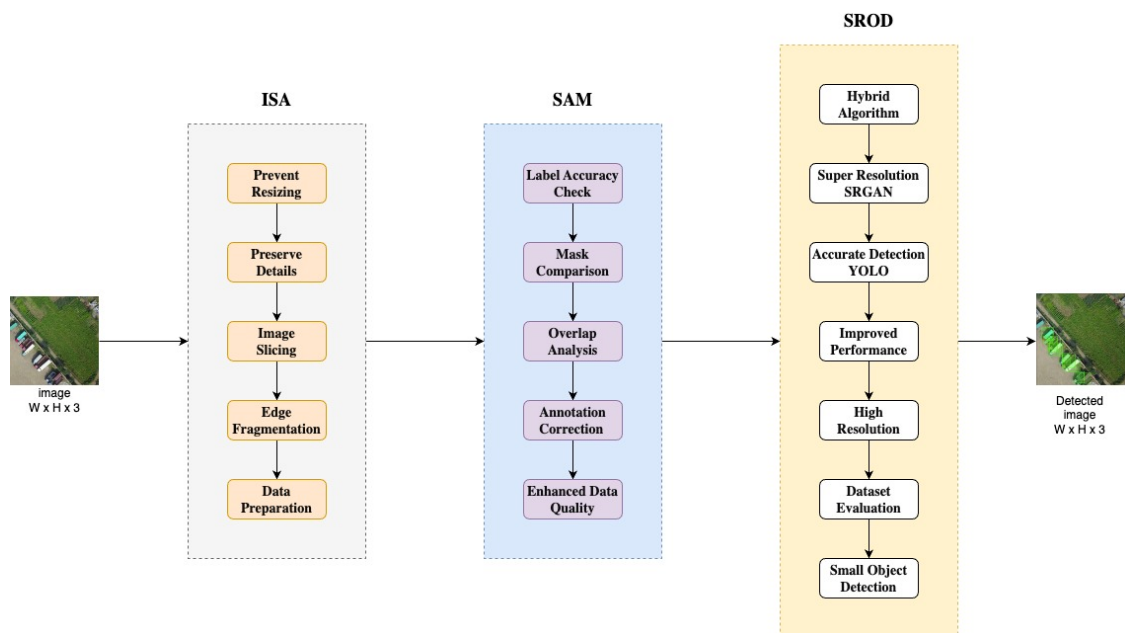 image
W x H x 3
ISA
Prevent
Resizing
Preserve
Details
Image
Slicing
Edge
Fragmentation
Data
Preparation
SAM
Label Accuracy
Check
Mask
Comparison
Overlap
Analysis
Annotation
Correction
Enhanced Data
Quality
SROD
Hybrid
Algorithm
Super Resolution
SRGAN
Accurate Detection
YOLO
Improved
Performance
High
Resolution
Dataset
Evaluation
Small Object
Detection
Detected
image
W x H x 3